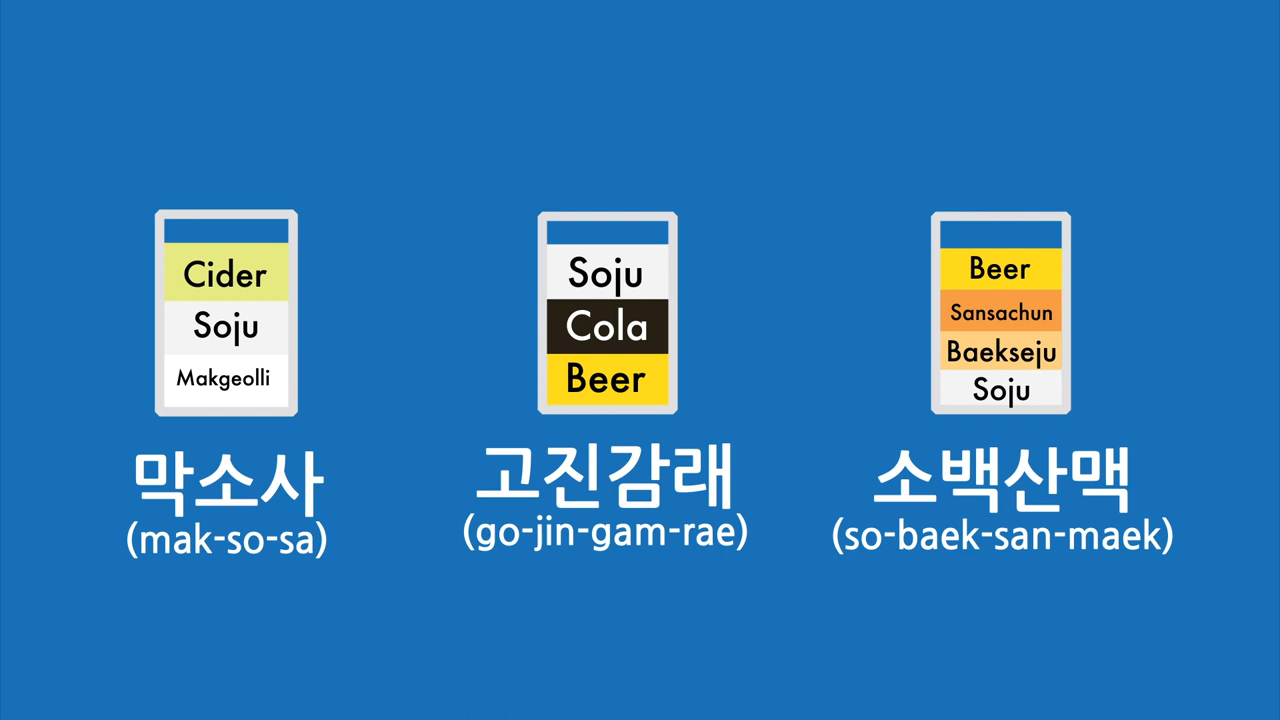 Cider
Soju
Makgeolli
막소사
(mak-so-sa)
Soju
Cola
Beer
고진감래
(go-jin-gam-rae)
Beer
Sansachun
Baekseju
Soju
소백산맥
(so-baek-san-maek)